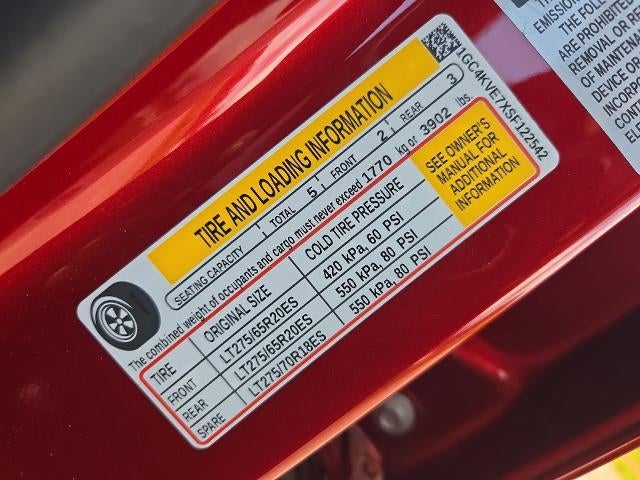 TIRE AND LOADING INFORMATION
SEATING CAPACITY | TOTAL 5 | FRONT 2 | REAR 3
The combined weight of occupants and cargo must never exceed 1770 kg or 3902 lbs.
TIRE ORIGINAL SIZE COLD TIRE PRESSURE
FRONT LT275/65R20ES 420 kPa, 60 PSI
REAR LT275/65R20ES 550 kPa, 80 PSI
SPARE LT275/70R18ES 550 kPa, 80 PSI
SEE OWNER'S
MANUAL FOR
ADDITIONAL
INFORMATION
1GC4KVE7XSF122542
EMISSION
THE FOLL
ARE PROHIBITED
REMOVAL OR
OF MAINTEN
DEVICE OR
INCORP